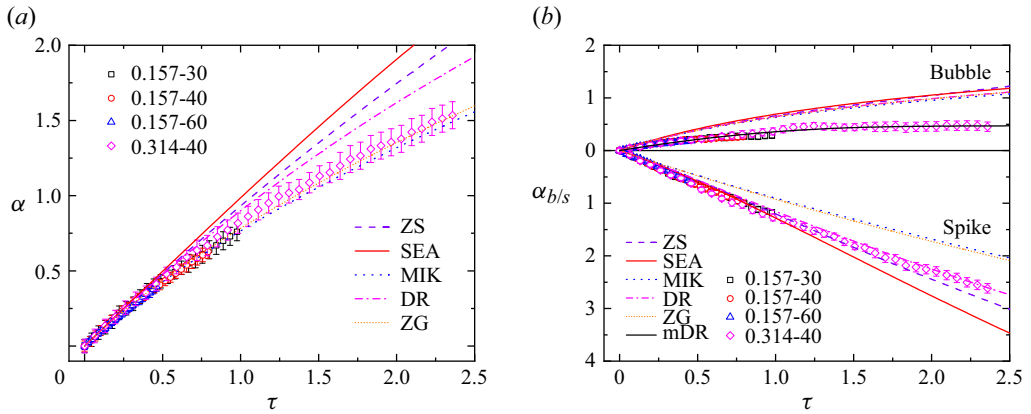 (a)
(b)
2.0
1.5
1.0
0.5
0
α
0.157-30
0.157-40
0.157-60
0.314-40
ZS
SEA
MIK
DR
ZG
0 0.5 1.0 1.5 2.0 2.5
τ
2
1
0
1
2
3
4
α b/s
Bubble
Spike
ZS
SEA
MIK
DR
ZG
mDR
0.157-30
0.157-40
0.157-60
0.314-40
0 0.5 1.0 1.5 2.0 2.5
τ